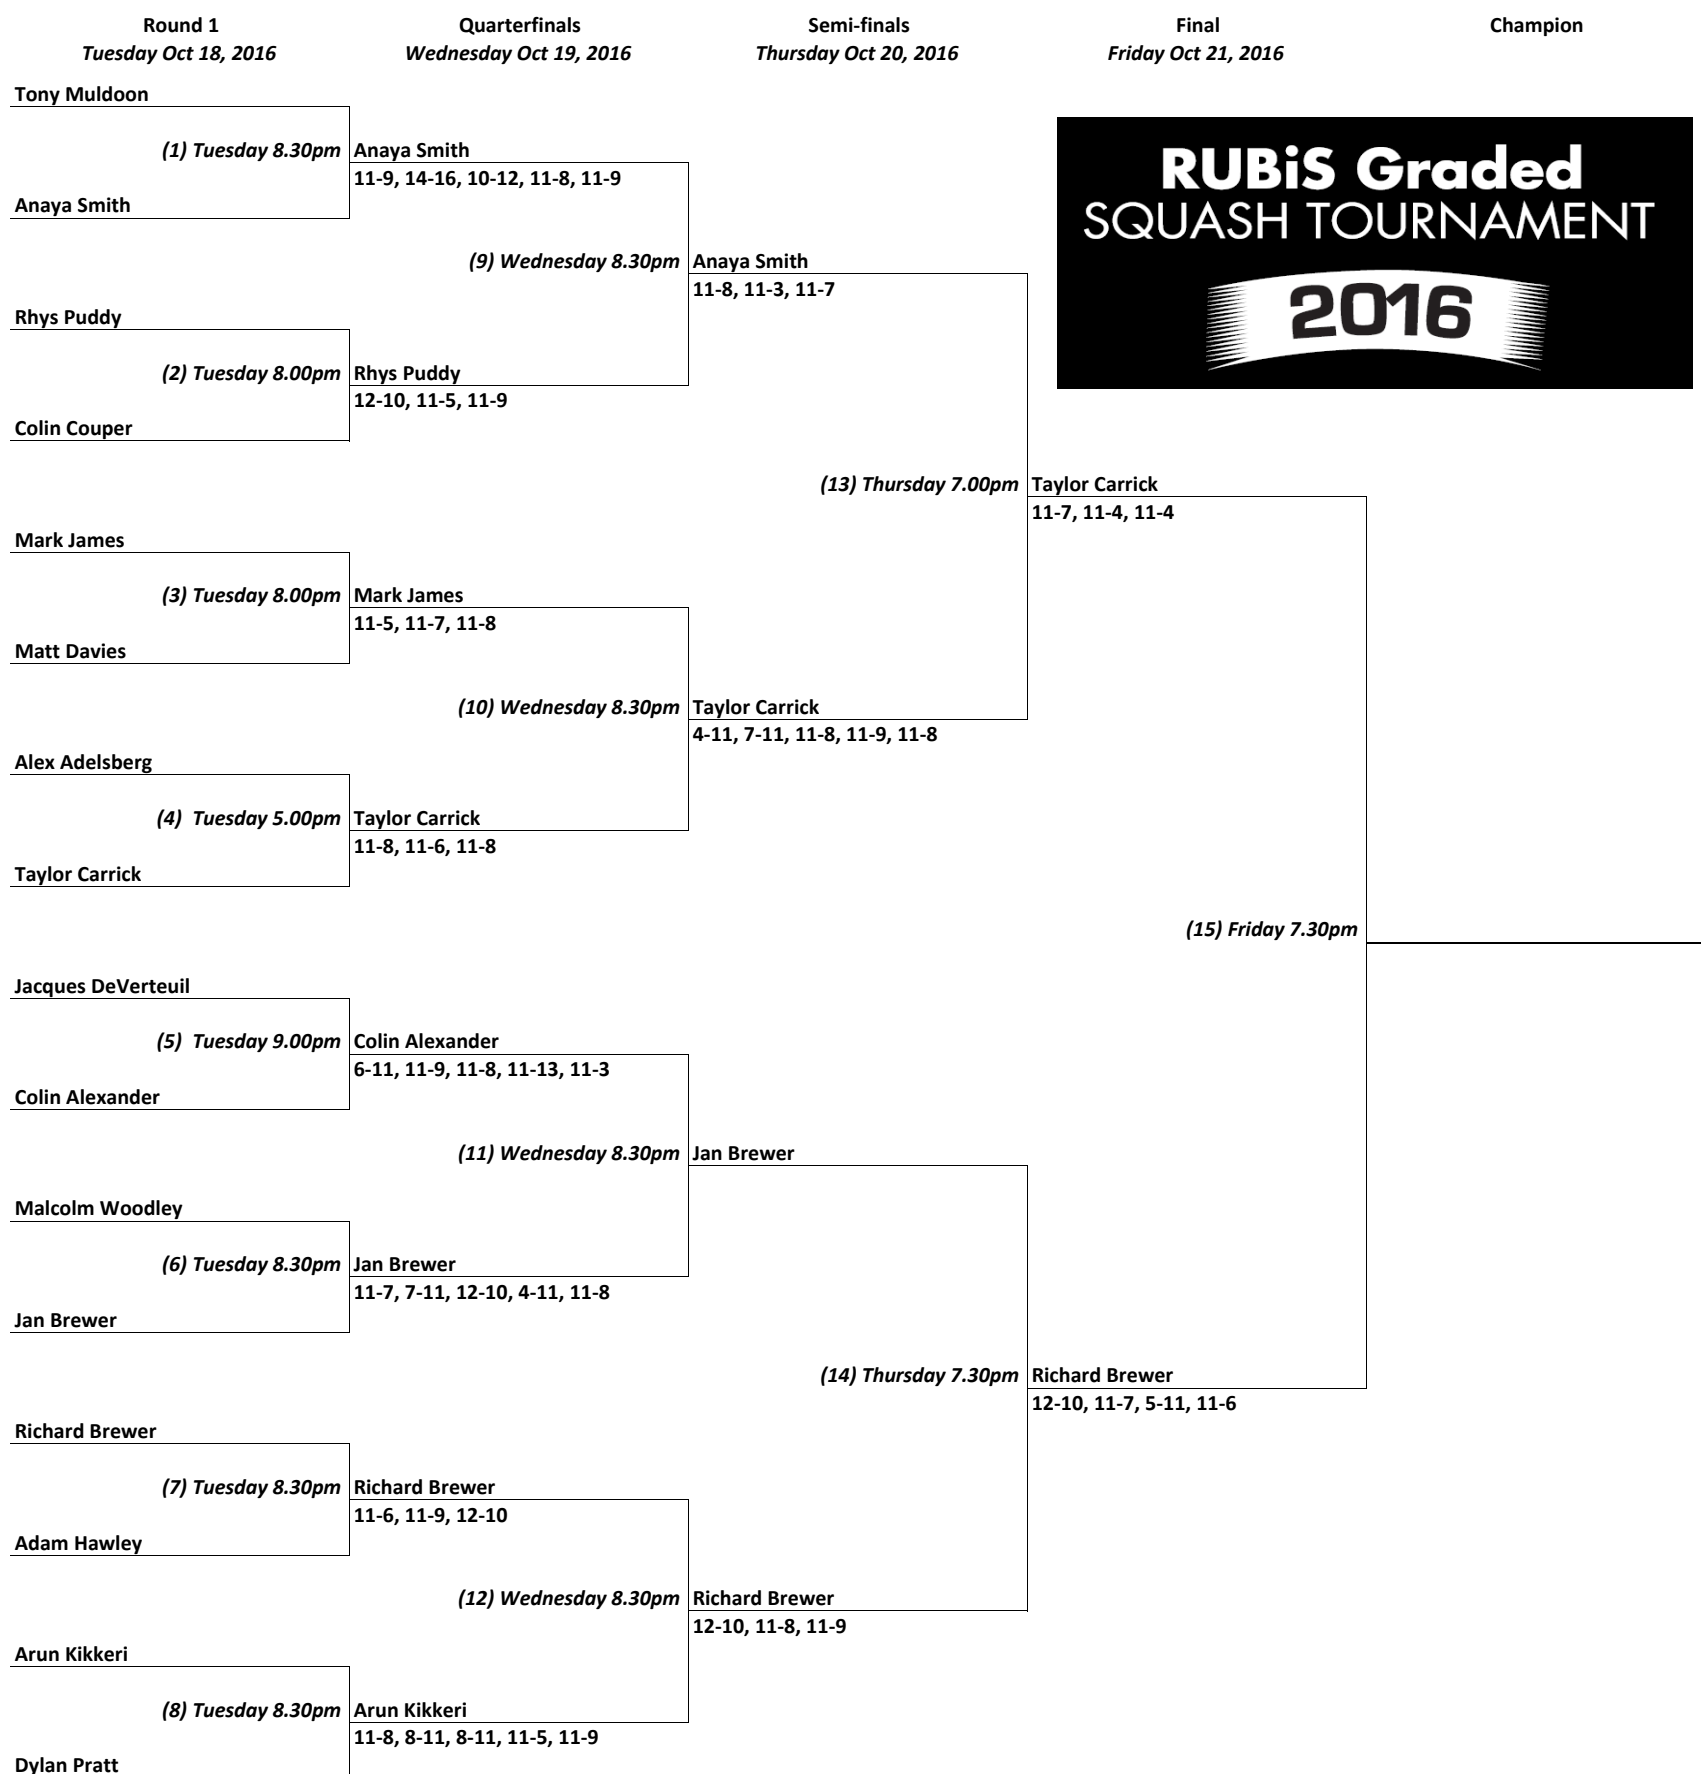 Round 1 Quarterfinals Semi-finals Final Champion
Tuesday Oct 18, 2016 Wednesday Oct 19, 2016 Thursday Oct 20, 2016 Friday Oct 21, 2016
Tony Muldoon
RUBiS Graded
(1) Tuesday 8.30pm Anaya Smith
11-9, 14-16, 10-12, 11-8, 11-9
Anaya Smith
SQUASH TOURNAMENT
(9) Wednesday 8.30pm Anaya Smith
11-8, 11-3, 11-7
2016
Rhys Puddy
(2) Tuesday 8.00pm Rhys Puddy
12-10, 11-5, 11-9
Colin Couper
(13) Thursday 7.00pm Taylor Carrick
11-7, 11-4, 11-4
Mark James
(3) Tuesday 8.00pm Mark James
11-5, 11-7, 11-8
Matt Davies
(10) Wednesday 8.30pm Taylor Carrick
4-11, 7-11, 11-8, 11-9, 11-8
Alex Adelsberg
(4) Tuesday 5.00pm Taylor Carrick
11-8, 11-6, 11-8
Taylor Carrick
(15) Friday 7.30pm
Jacques DeVerteuil
(5) Tuesday 9.00pm Colin Alexander
6-11, 11-9, 11-8, 11-13, 11-3
Colin Alexander
(11) Wednesday 8.30pm Jan Brewer
Malcolm Woodley
(6) Tuesday 8.30pm Jan Brewer
11-7, 7-11, 12-10, 4-11, 11-8
Jan Brewer
(14) Thursday 7.30pm Richard Brewer
12-10, 11-7, 5-11, 11-6
Richard Brewer
(7) Tuesday 8.30pm Richard Brewer
11-6, 11-9, 12-10
Adam Hawley
(12) Wednesday 8.30pm Richard Brewer
12-10, 11-8, 11-9
Arun Kikkeri
(8) Tuesday 8.30pm Arun Kikkeri
11-8, 8-11, 8-11, 11-5, 11-9
Dylan Pratt